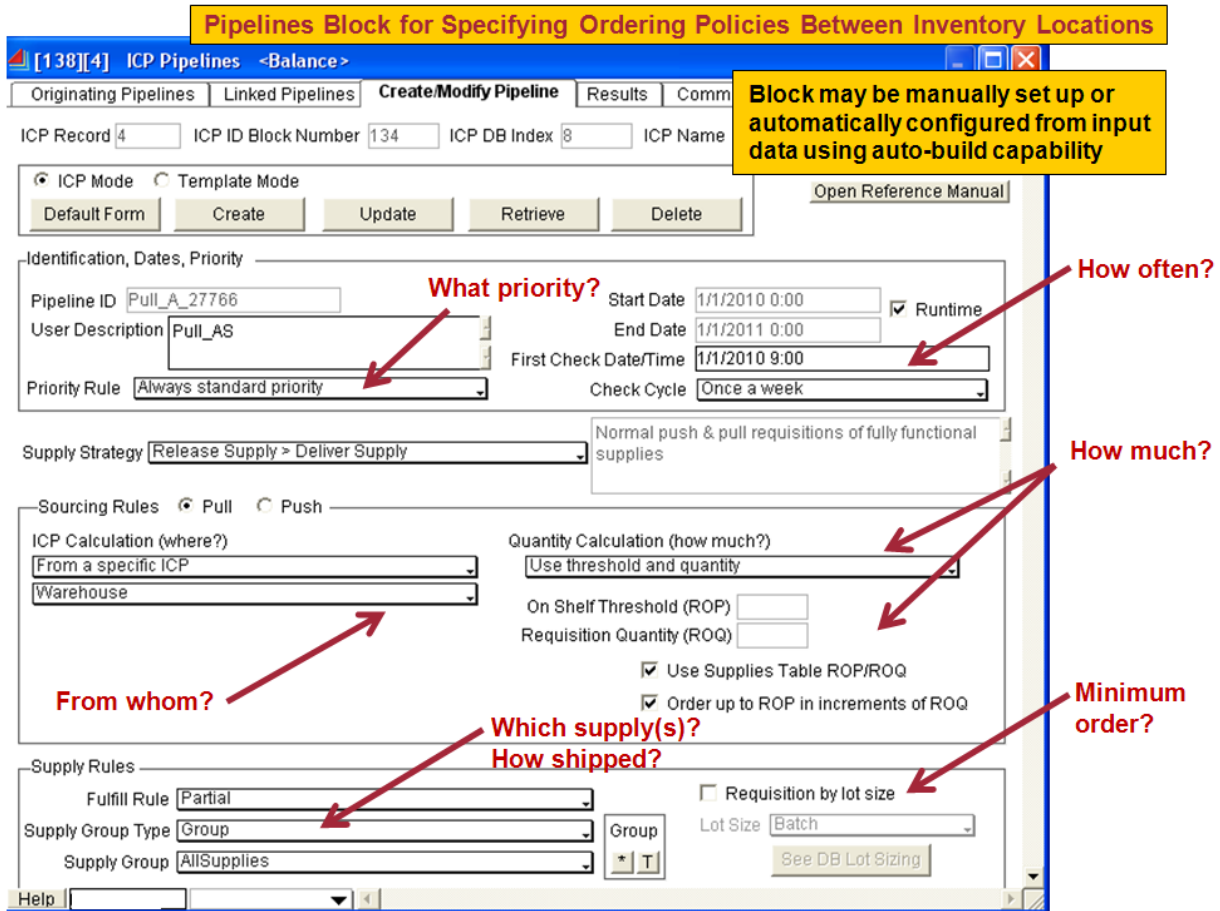 Pipelines Block for Specifying Ordering Policies Between Inventory Locations
[138][4] ICP Pipelines <Balance>
Originating Pipelines Linked Pipelines Create/Modify Pipeline Results Comm
Block may be manually set up or
automatically configured from input
data using auto-build capability
ICP Record 4 ICP ID Block Number 134 ICP DB Index 8 ICP Name
ICP Mode Template Mode
Open Reference Manual
Default Form Create Update Retrieve Delete
Identification, Dates, Priority
How often?
What priority?
Pipeline ID Pull_A_27766 Start Date 1/1/2010 0:00 Runtime
User Description Pull_AS End Date 1/1/2011 0:00
First Check Date/Time 1/1/2010 9:00
Priority Rule Always standard priority Check Cycle Once a week
Normal push & pull requisitions of fully functional
supplies
Supply Strategy Release Supply > Deliver Supply
How much?
Sourcing Rules Pull Push
ICP Calculation (where?) Quantity Calculation (how much?)
From a specific ICP Use threshold and quantity
Warehouse
On Shelf Threshold (ROP)
Requisition Quantity (ROQ)
Use Supplies Table ROP/ROQ
From whom?
Order up to ROP in increments of ROQ
Minimum
order?
Which supply(s)?
How shipped?
Supply Rules
Fulfill Rule Partial Requisition by lot size
Supply Group Type Group Group Lot Size Batch
Supply Group AllSupplies * T See DB Lot Sizing
Help